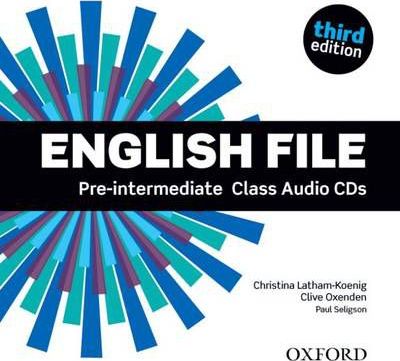 third
edition
ENGLISH FILE
Pre-intermediate Class Audio CDs
Christina Latham-Koenig
Clive Oxenden
Paul Seligson
OXFORD